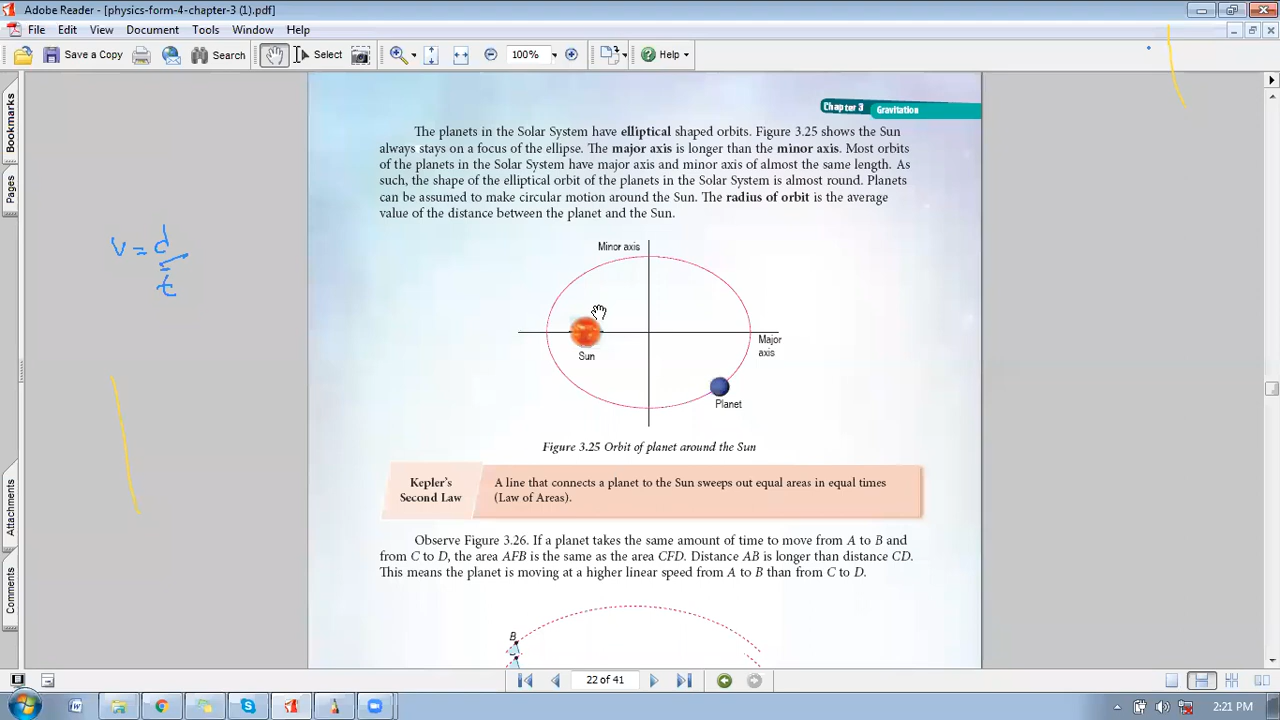 Adobe Reader - [physics-form-4-chapter-3 (1).pdf]
File Edit View Document Tools Window Help
Save a Copy Search Select 100% Help
Bookmarks
Pages
Attachments
Comments
v = d
t
Chapter 3 Gravitation
The planets in the Solar System have elliptical shaped orbits. Figure 3.25 shows the Sun
always stays on a focus of the ellipse. The major axis is longer than the minor axis. Most orbits
of the planets in the Solar System have major axis and minor axis of almost the same length. As
such, the shape of the elliptical orbit of the planets in the Solar System is almost round. Planets
can be assumed to make circular motion around the Sun. The radius of orbit is the average
value of the distance between the planet and the Sun.
Minor axis
Major
axis
Sun
Planet
Figure 3.25 Orbit of planet around the Sun
Kepler's
Second Law
A line that connects a planet to the Sun sweeps out equal areas in equal times
(Law of Areas).
Observe Figure 3.26. If a planet takes the same amount of time to move from A to B and
from C to D, the area AFB is the same as the area CFD. Distance AB is longer than distance CD.
This means the planet is moving at a higher linear speed from A to B than from C to D.
B
22 of 41
2:21 PM